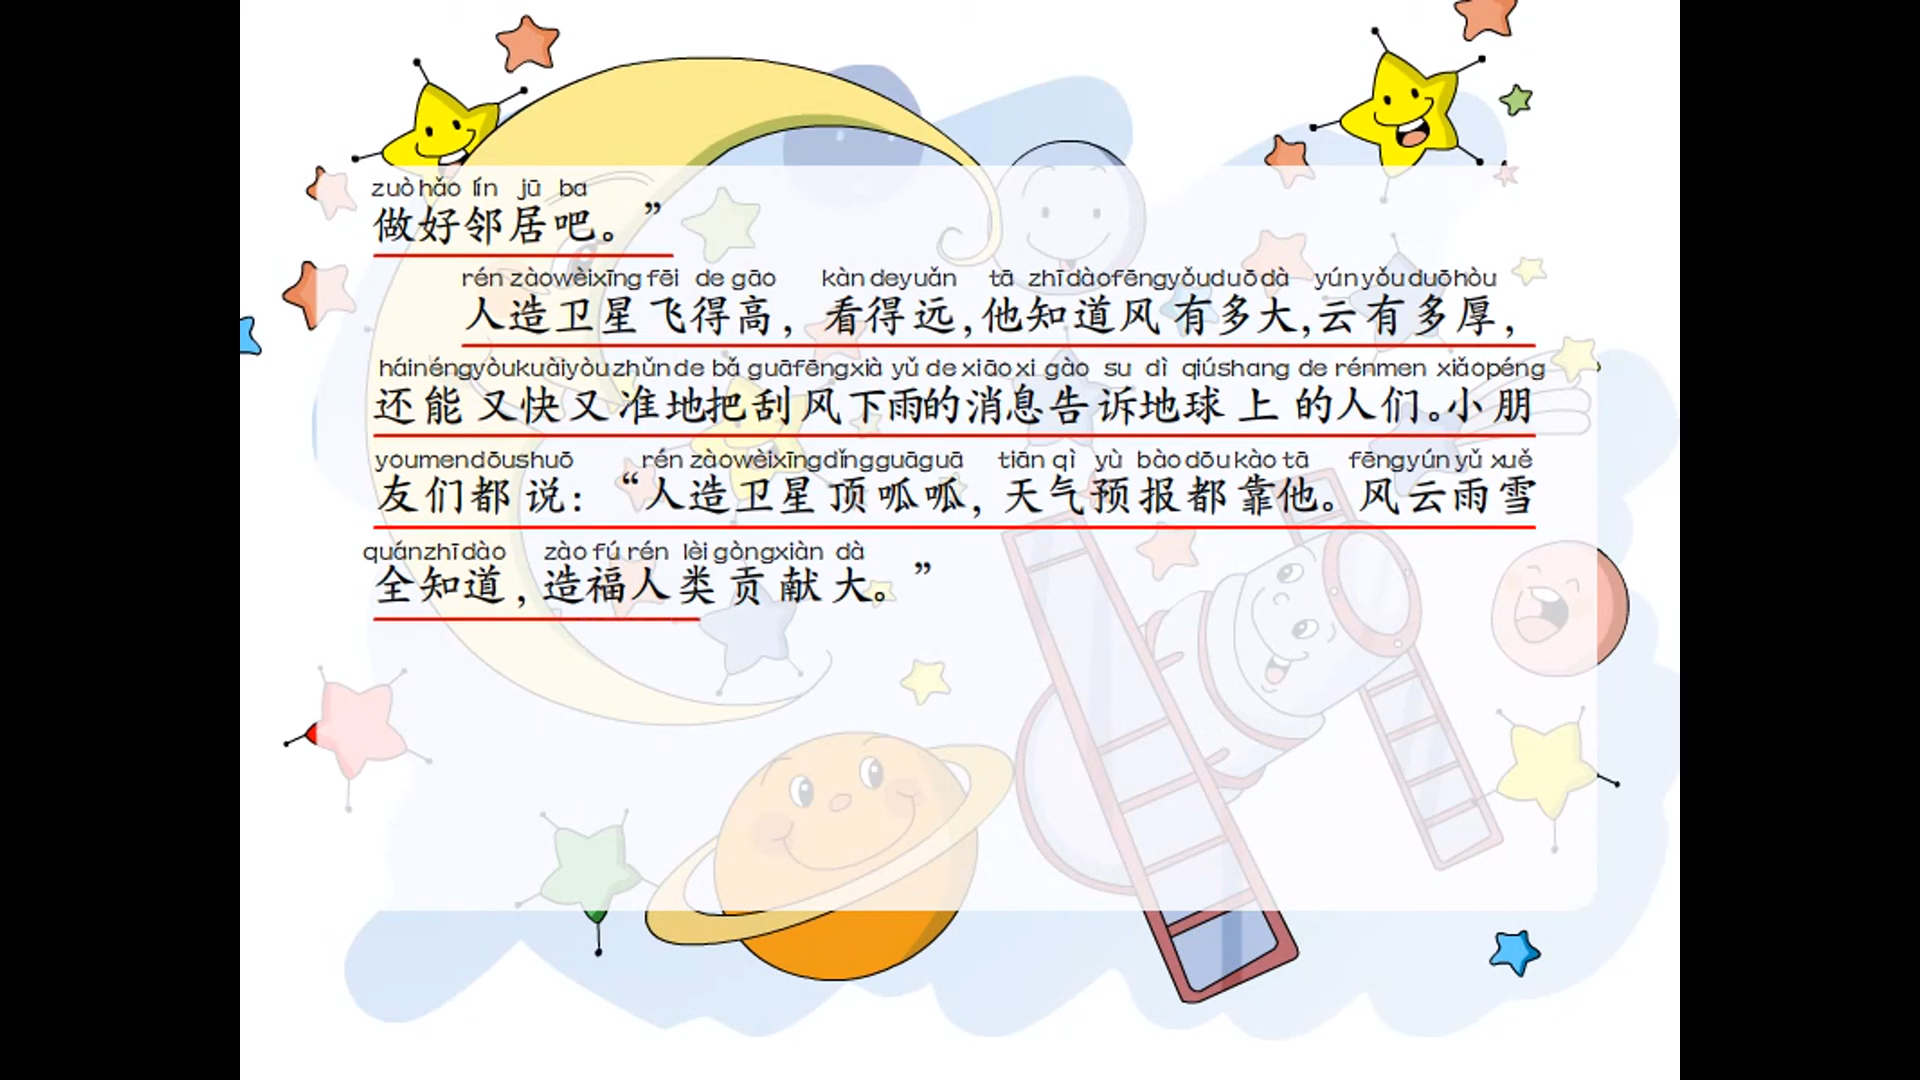 zuò hǎo lín jū ba
做好邻居吧。”
rén zào wèi xīng fēi de gāo kàn de yuǎn tā zhī dào fēng yǒu duō dà yún yǒu duō hòu
人造卫星飞得高，看得远，他知道风有多大，云有多厚，
hái néng yòu kuài yòu zhǔn de bǎ guā fēng xià yǔ de xiāo xi gào su dì qiú shang de rén men xiǎo péng
还能又快又准地把刮风下雨的消息告诉地球上的人们。小朋
you men dōu shuō rén zào wèi xīng dǐng guā guā tiān qì yù bào dōu kào tā fēng yún yǔ xuě
友们都说：“人造卫星顶呱呱，天气预报都靠他。风云雨雪
quán zhī dào zào fú rén lèi gòng xiàn dà
全知道，造福人类贡献大。”